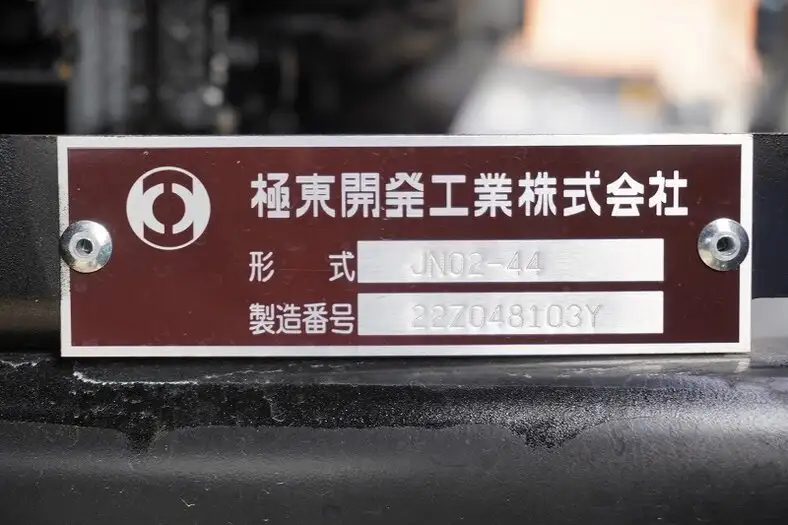 極東開発工業株式会社
形 式 JN02-44
製造番号 22Z048103Y